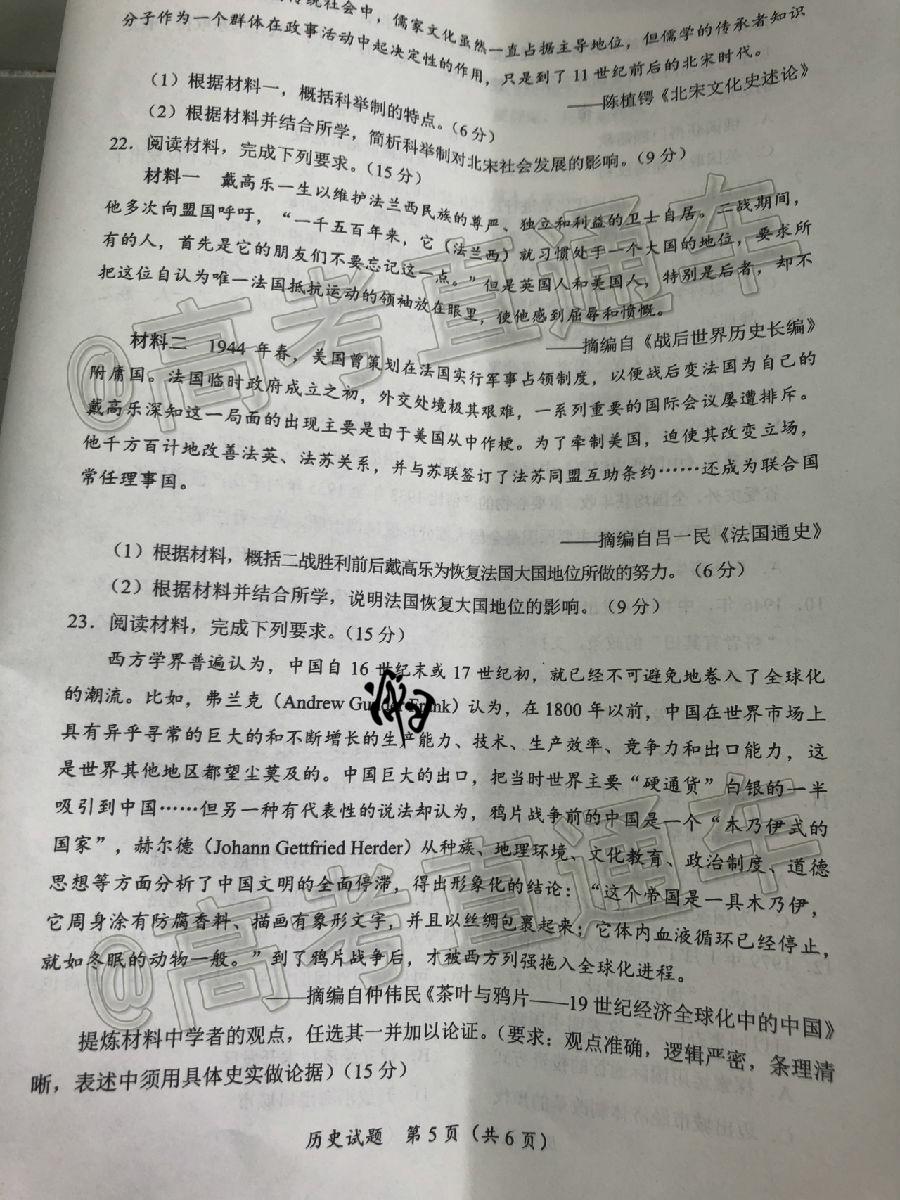 传统社会中，儒家文化虽然一直占据主导地位，但儒学的传承者知识
分子作为一个群体在政事活动中起决定性的作用，只是到了11世纪前后的北宋时代。
——陈植锷《北宋文化史述论》
（1）根据材料一，概括科举制的特点。（6分）
（2）根据材料并结合所学，简析科举制对北宋社会发展的影响。（9分）
22．阅读材料，完成下列要求。（15分）
材料一　戴高乐一生以维护法兰西民族的尊严、独立和利益的卫士自居。二战期间，
他多次向盟国呼吁，“一千五百年来，它（法兰西）就习惯处于一个大国的地位，要求所
有的人，首先是它的朋友们不要忘记这一点。”但是英国人和美国人，特别是后者，却不
把这位自认为唯一法国抵抗运动的领袖放在眼里，使他感到屈辱和愤慨。
——摘编自《战后世界历史长编》
材料二　1944年春，美国曾策划在法国实行军事占领制度，以便战后变法国为自己的
附庸国。法国临时政府成立之初，外交处境极其艰难，一系列重要的国际会议屡遭排斥。
戴高乐深知这一局面的出现主要是由于美国从中作梗。为了牵制美国，迫使其改变立场，
他千方百计地改善法英、法苏关系，并与苏联签订了法苏同盟互助条约……还成为联合国
常任理事国。
——摘编自吕一民《法国通史》
（1）根据材料，概括二战胜利前后戴高乐为恢复法国大国地位所做的努力。（6分）
（2）根据材料并结合所学，说明法国恢复大国地位的影响。（9分）
23．阅读材料，完成下列要求。（15分）
西方学界普遍认为，中国自16世纪末或17世纪初，就已经不可避免地卷入了全球化
的潮流。比如，弗兰克（Andrew Gunder Frank）认为，在1800年以前，中国在世界市场上
具有异乎寻常的巨大的和不断增长的生产能力、技术、生产效率、竞争力和出口能力，这
是世界其他地区都望尘莫及的。中国巨大的出口，把当时世界主要“硬通货”白银的一半
吸引到中国……但另一种有代表性的说法却认为，鸦片战争前的中国是一个“木乃伊式的
国家”，赫尔德（Johann Gettfried Herder）从种族、地理环境、文化教育、政治制度、道德
思想等方面分析了中国文明的全面停滞，得出形象化的结论：“这个帝国是一具木乃伊，
它周身涂有防腐香料、描画有象形文字，并且以丝绸包裹起来；它体内血液循环已经停止，
就如冬眠的动物一般。”到了鸦片战争后，才被西方列强拖入全球化进程。
——摘编自仲伟民《茶叶与鸦片——19世纪经济全球化中的中国》
提炼材料中学者的观点，任选其一并加以论证。（要求：观点准确，逻辑严密，条理清
晰，表述中须用具体史实做论据）（15分）
历史试题　第5页（共6页）
@高考直通车
@高考直通车